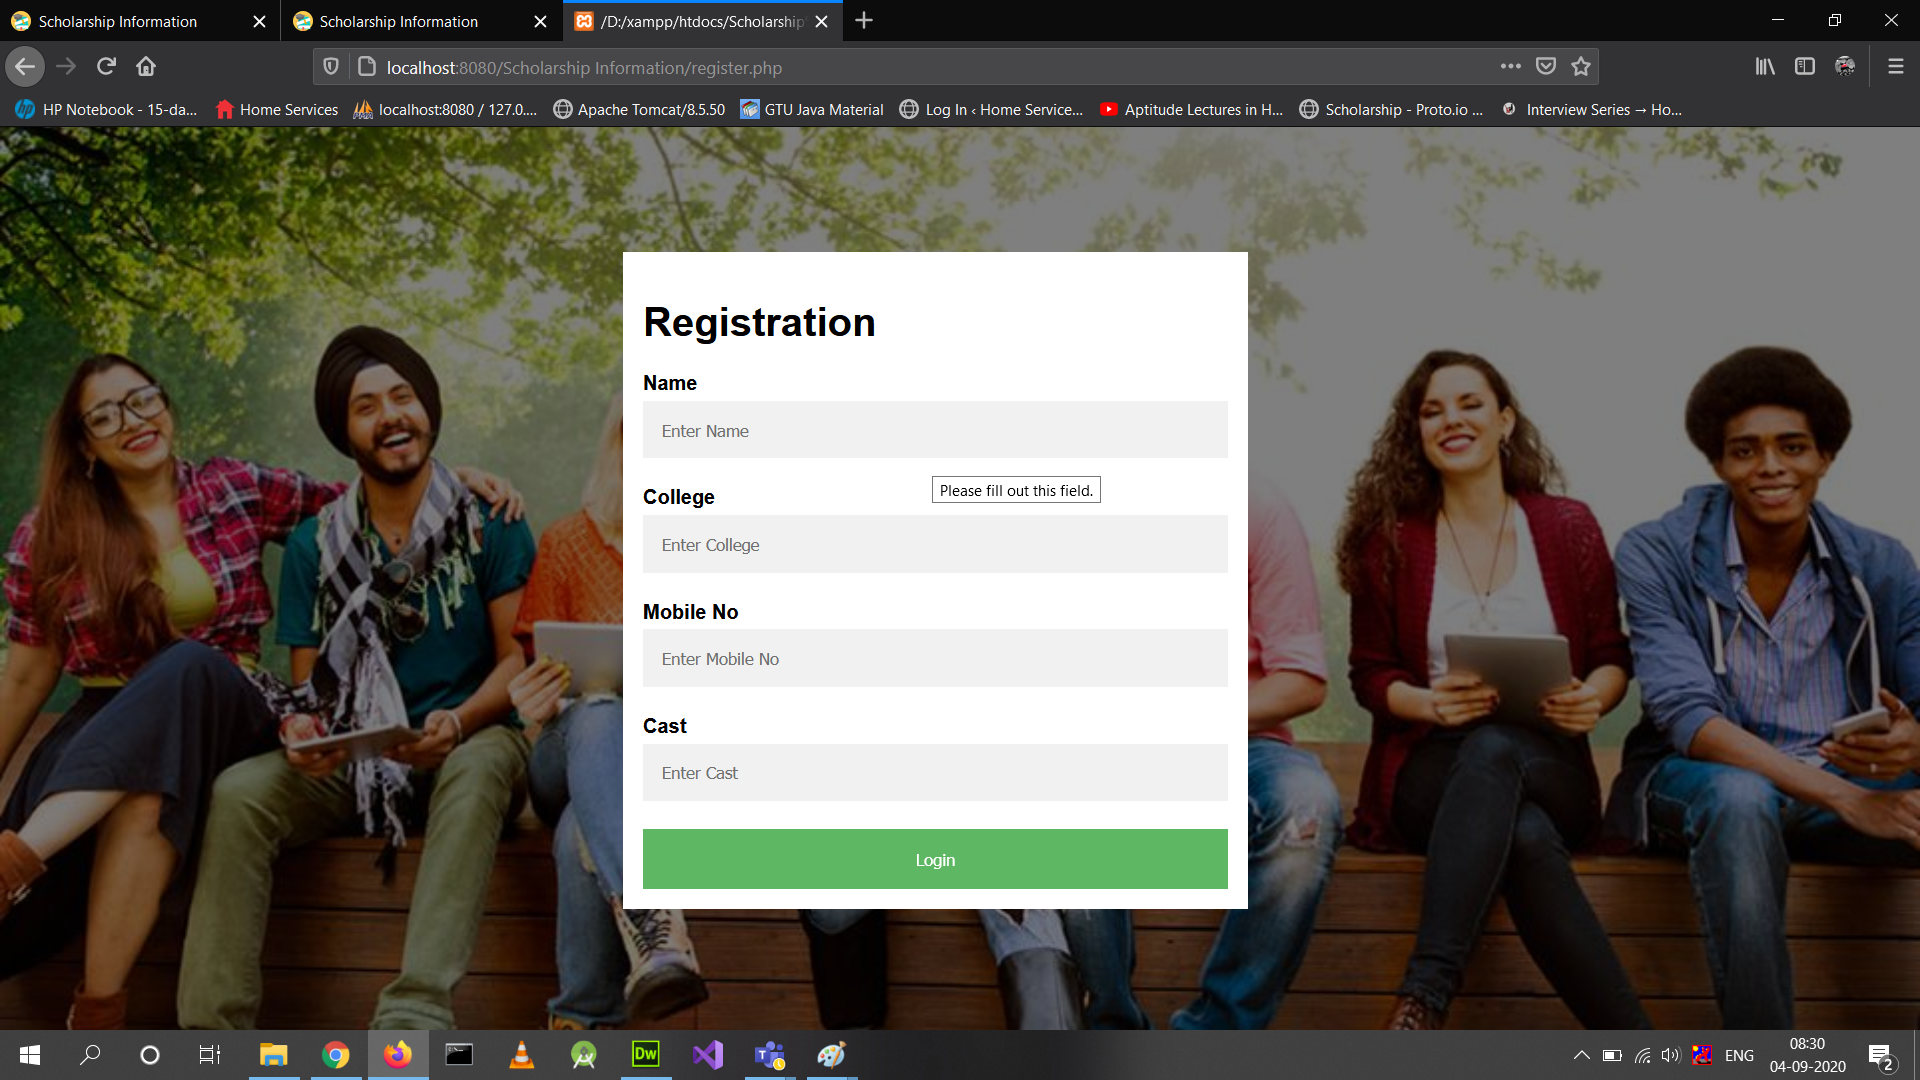 Scholarship Information
Scholarship Information
/D:/xampp/htdocs/Scholarship
localhost:8080/Scholarship Information/register.php
HP Notebook - 15-da...
Home Services
localhost:8080 / 127.0....
Apache Tomcat/8.5.50
GTU Java Material
Log In ‹ Home Service...
Aptitude Lectures in H...
Scholarship - Proto.io ...
Interview Series → Ho...
Registration
Name
Enter Name
Please fill out this field.
College
Enter College
Mobile No
Enter Mobile No
Cast
Enter Cast
Login
Dw
ENG
08:30
04-09-2020
2